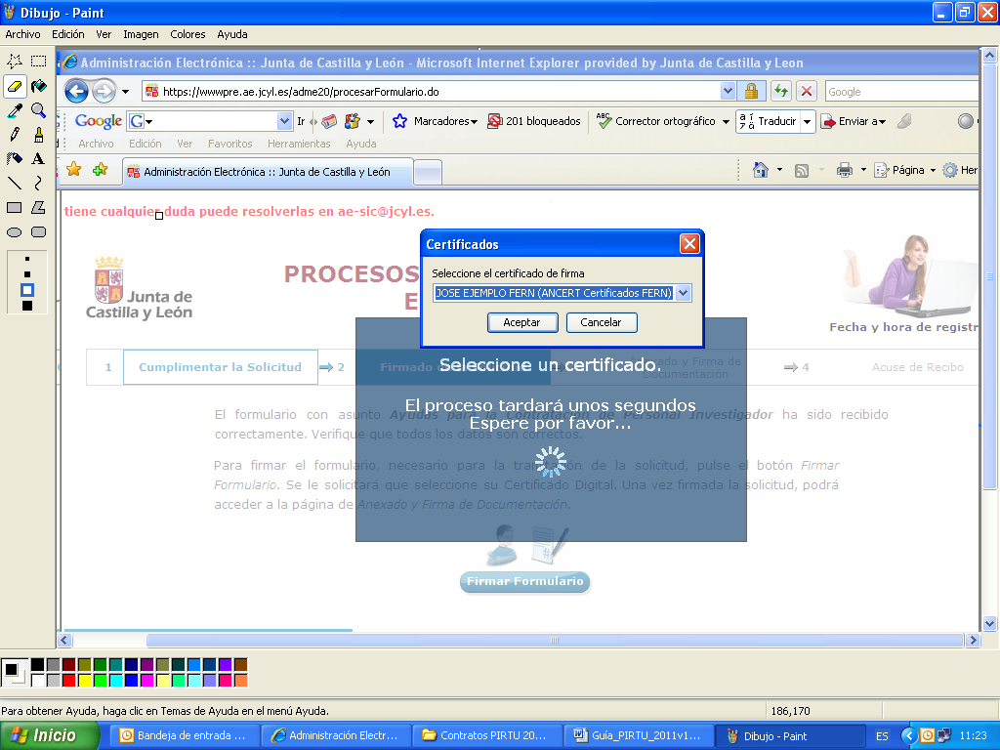 Dibujo - Paint
Archivo Edición Ver Imagen Colores Ayuda
Administración Electrónica :: Junta de Castilla y León - Microsoft Internet Explorer provided by Junta de Castilla y Leon
https://wwwpre.ae.jcyl.es/adme20/procesarFormulario.do
Google
Google G Ir Marcadores 201 bloqueados ABC Corrector ortográfico Traducir Enviar a
Archivo Edición Ver Favoritos Herramientas Ayuda
Administración Electrónica :: Junta de Castilla y León
Página Her
tiene cualquier duda puede resolverlas en ae-sic@jcyl.es.
Junta de
Castilla y León
PROCESOS
E
Fecha y hora de registr
Certificados
Seleccione el certificado de firma
JOSE EJEMPLO FERN (ANCERT Certificados FERN)
Aceptar Cancelar
1 Cumplimentar la Solicitud 2 Firmado y Firma de Documentación 4 Acuse de Recibo
Seleccione un certificado.
El proceso tardará unos segundos
Espere por favor...
El formulario con asunto Ayudas para la Contratación de Personal Investigador ha sido recibido
correctamente. Verifique que todos los datos son correctos.
Para firmar el formulario, necesario para la tramitación de la solicitud, pulse el botón Firmar
Formulario. Se le solicitará que seleccione su Certificado Digital. Una vez firmada la solicitud, podrá
acceder a la página de Anexado y Firma de Documentación.
Firmar Formulario
Para obtener Ayuda, haga clic en Temas de Ayuda en el menú Ayuda.
186,170
Inicio
Bandeja de entrada ...
Administración Electr...
Contratos PIRTU 20...
Guía_PIRTU_2011v1...
Dibujo - Paint
ES
11:23